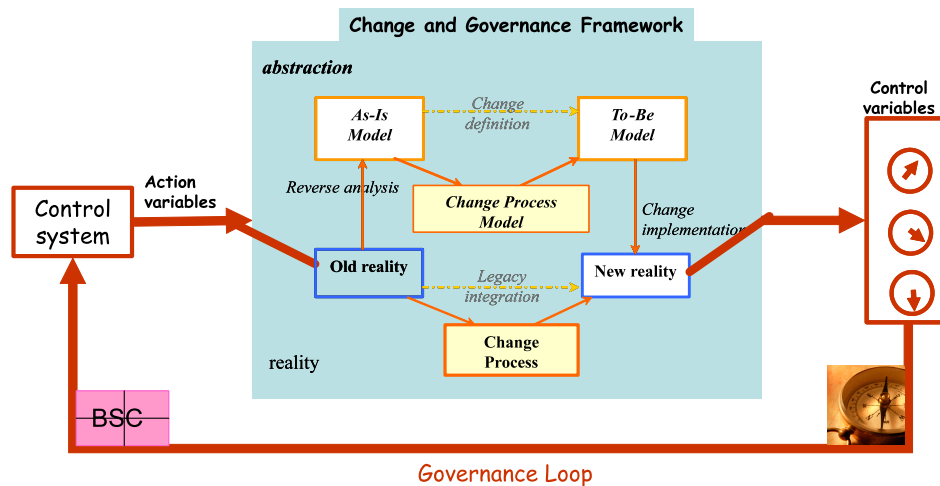 Change and Governance Framework
abstraction
Control
variables
As-Is
Model
Change
definition
To-Be
Model
Action
variables
Reverse analysis
Change Process
Model
Change
implementation
Control
system
Old reality
Legacy
integration
New reality
Change
Process
reality
BSC
Governance Loop